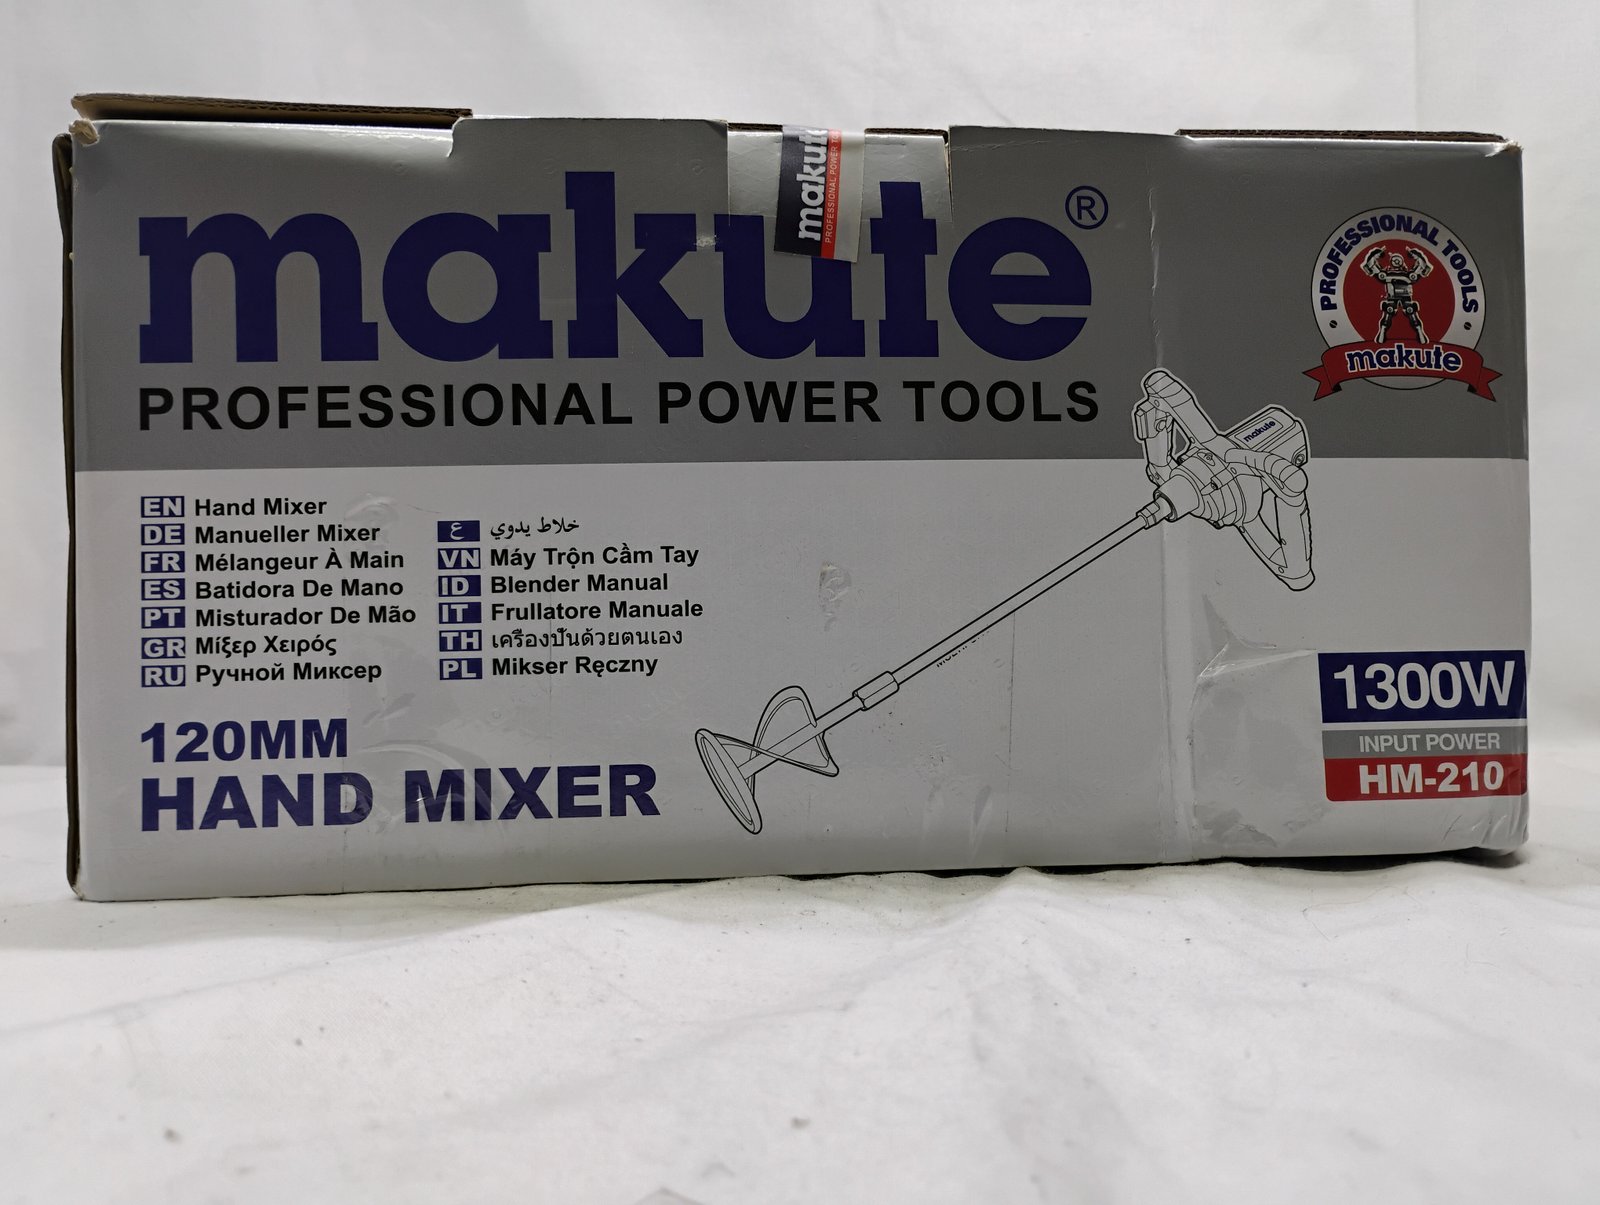 makute®
PROFESSIONAL POWER TOOLS
makute
PROFESSIONAL POWER
PROFESSIONAL TOOLS
makute
makute
EN Hand Mixer
DE Manueller Mixer
FR Mélangeur À Main
ES Batidora De Mano
PT Misturador De Mão
GR Μίξερ Χειρός
RU Ручной Миксер
ع خلاط يدوي
VN Máy Trộn Cầm Tay
ID Blender Manual
IT Frullatore Manuale
TH เครื่องปั่นด้วยตนเอง
PL Mikser Ręczny
120MM
HAND MIXER
1300W
INPUT POWER
HM-210